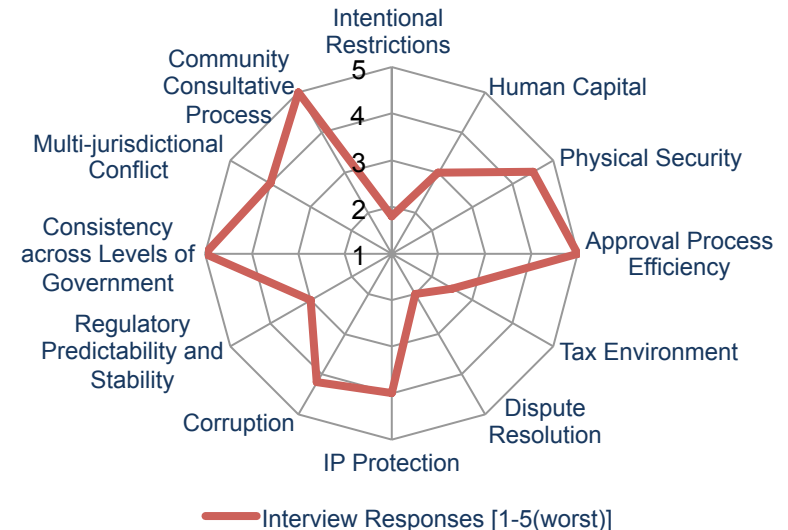 Intentional
Restrictions
Human Capital
Physical Security
Approval Process
Efficiency
Tax Environment
Dispute
Resolution
IP Protection
Corruption
Regulatory
Predictability and
Stability
Consistency
across Levels of
Government
Multi-jurisdictional
Conflict
Community
Consultative
Process
5
4
3
2
1
Interview Responses [1-5(worst)]